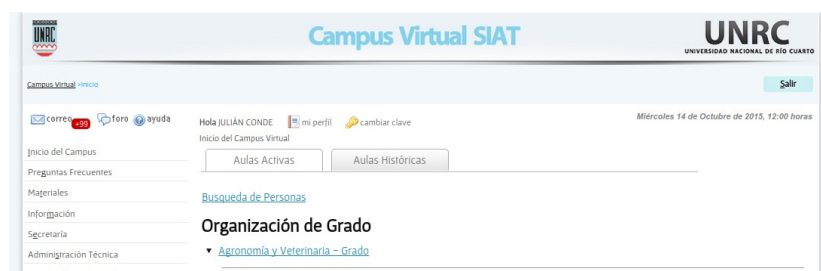 UNRC
Campus Virtual SIAT
UNRC
UNIVERSIDAD NACIONAL DE RÍO CUARTO
Campus Virtual »Inicio
Salir
correo +99 foro ayuda
Hola JULIÁN CONDE mi perfil cambiar clave
Miércoles 14 de Octubre de 2015, 12:00 horas
Inicio del Campus Virtual
Inicio del Campus
Aulas Activas
Aulas Históricas
Preguntas Frecuentes
Materiales
Busqueda de Personas
Información
Organización de Grado
Secretaría
Agronomía y Veterinaria - Grado
Administración Técnica